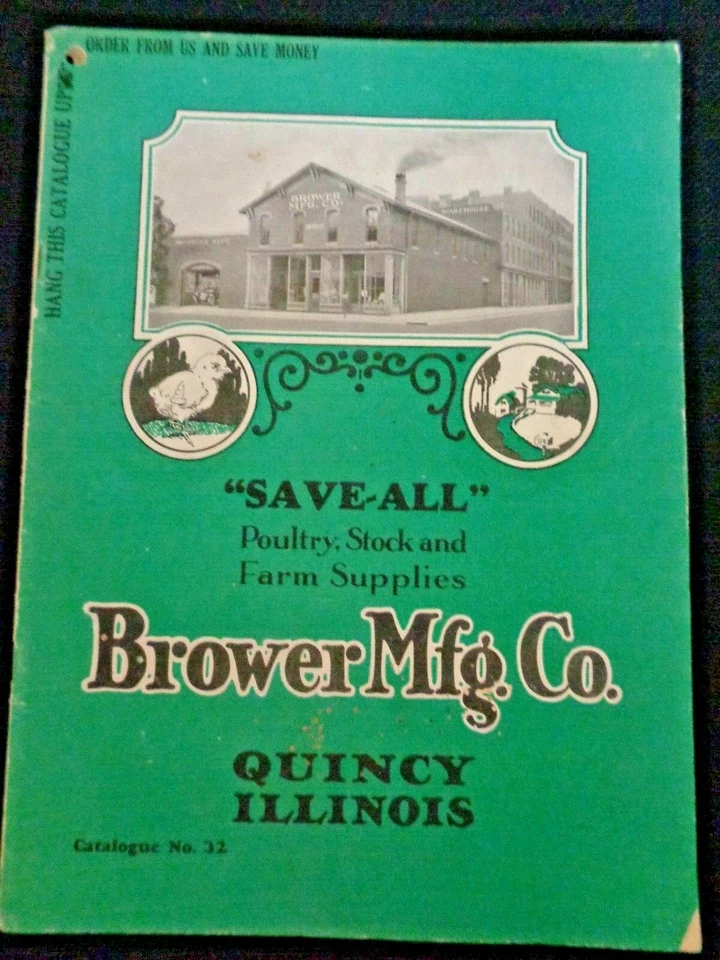 ORDER FROM US AND SAVE MONEY
HANG THIS CATALOGUE UP
BROWER
MFG. CO.
OFFICE
WAREHOUSE
"SAVE-ALL"
Poultry, Stock and
Farm Supplies
Brower Mfg. Co.
QUINCY
ILLINOIS
Catalogue No. 32